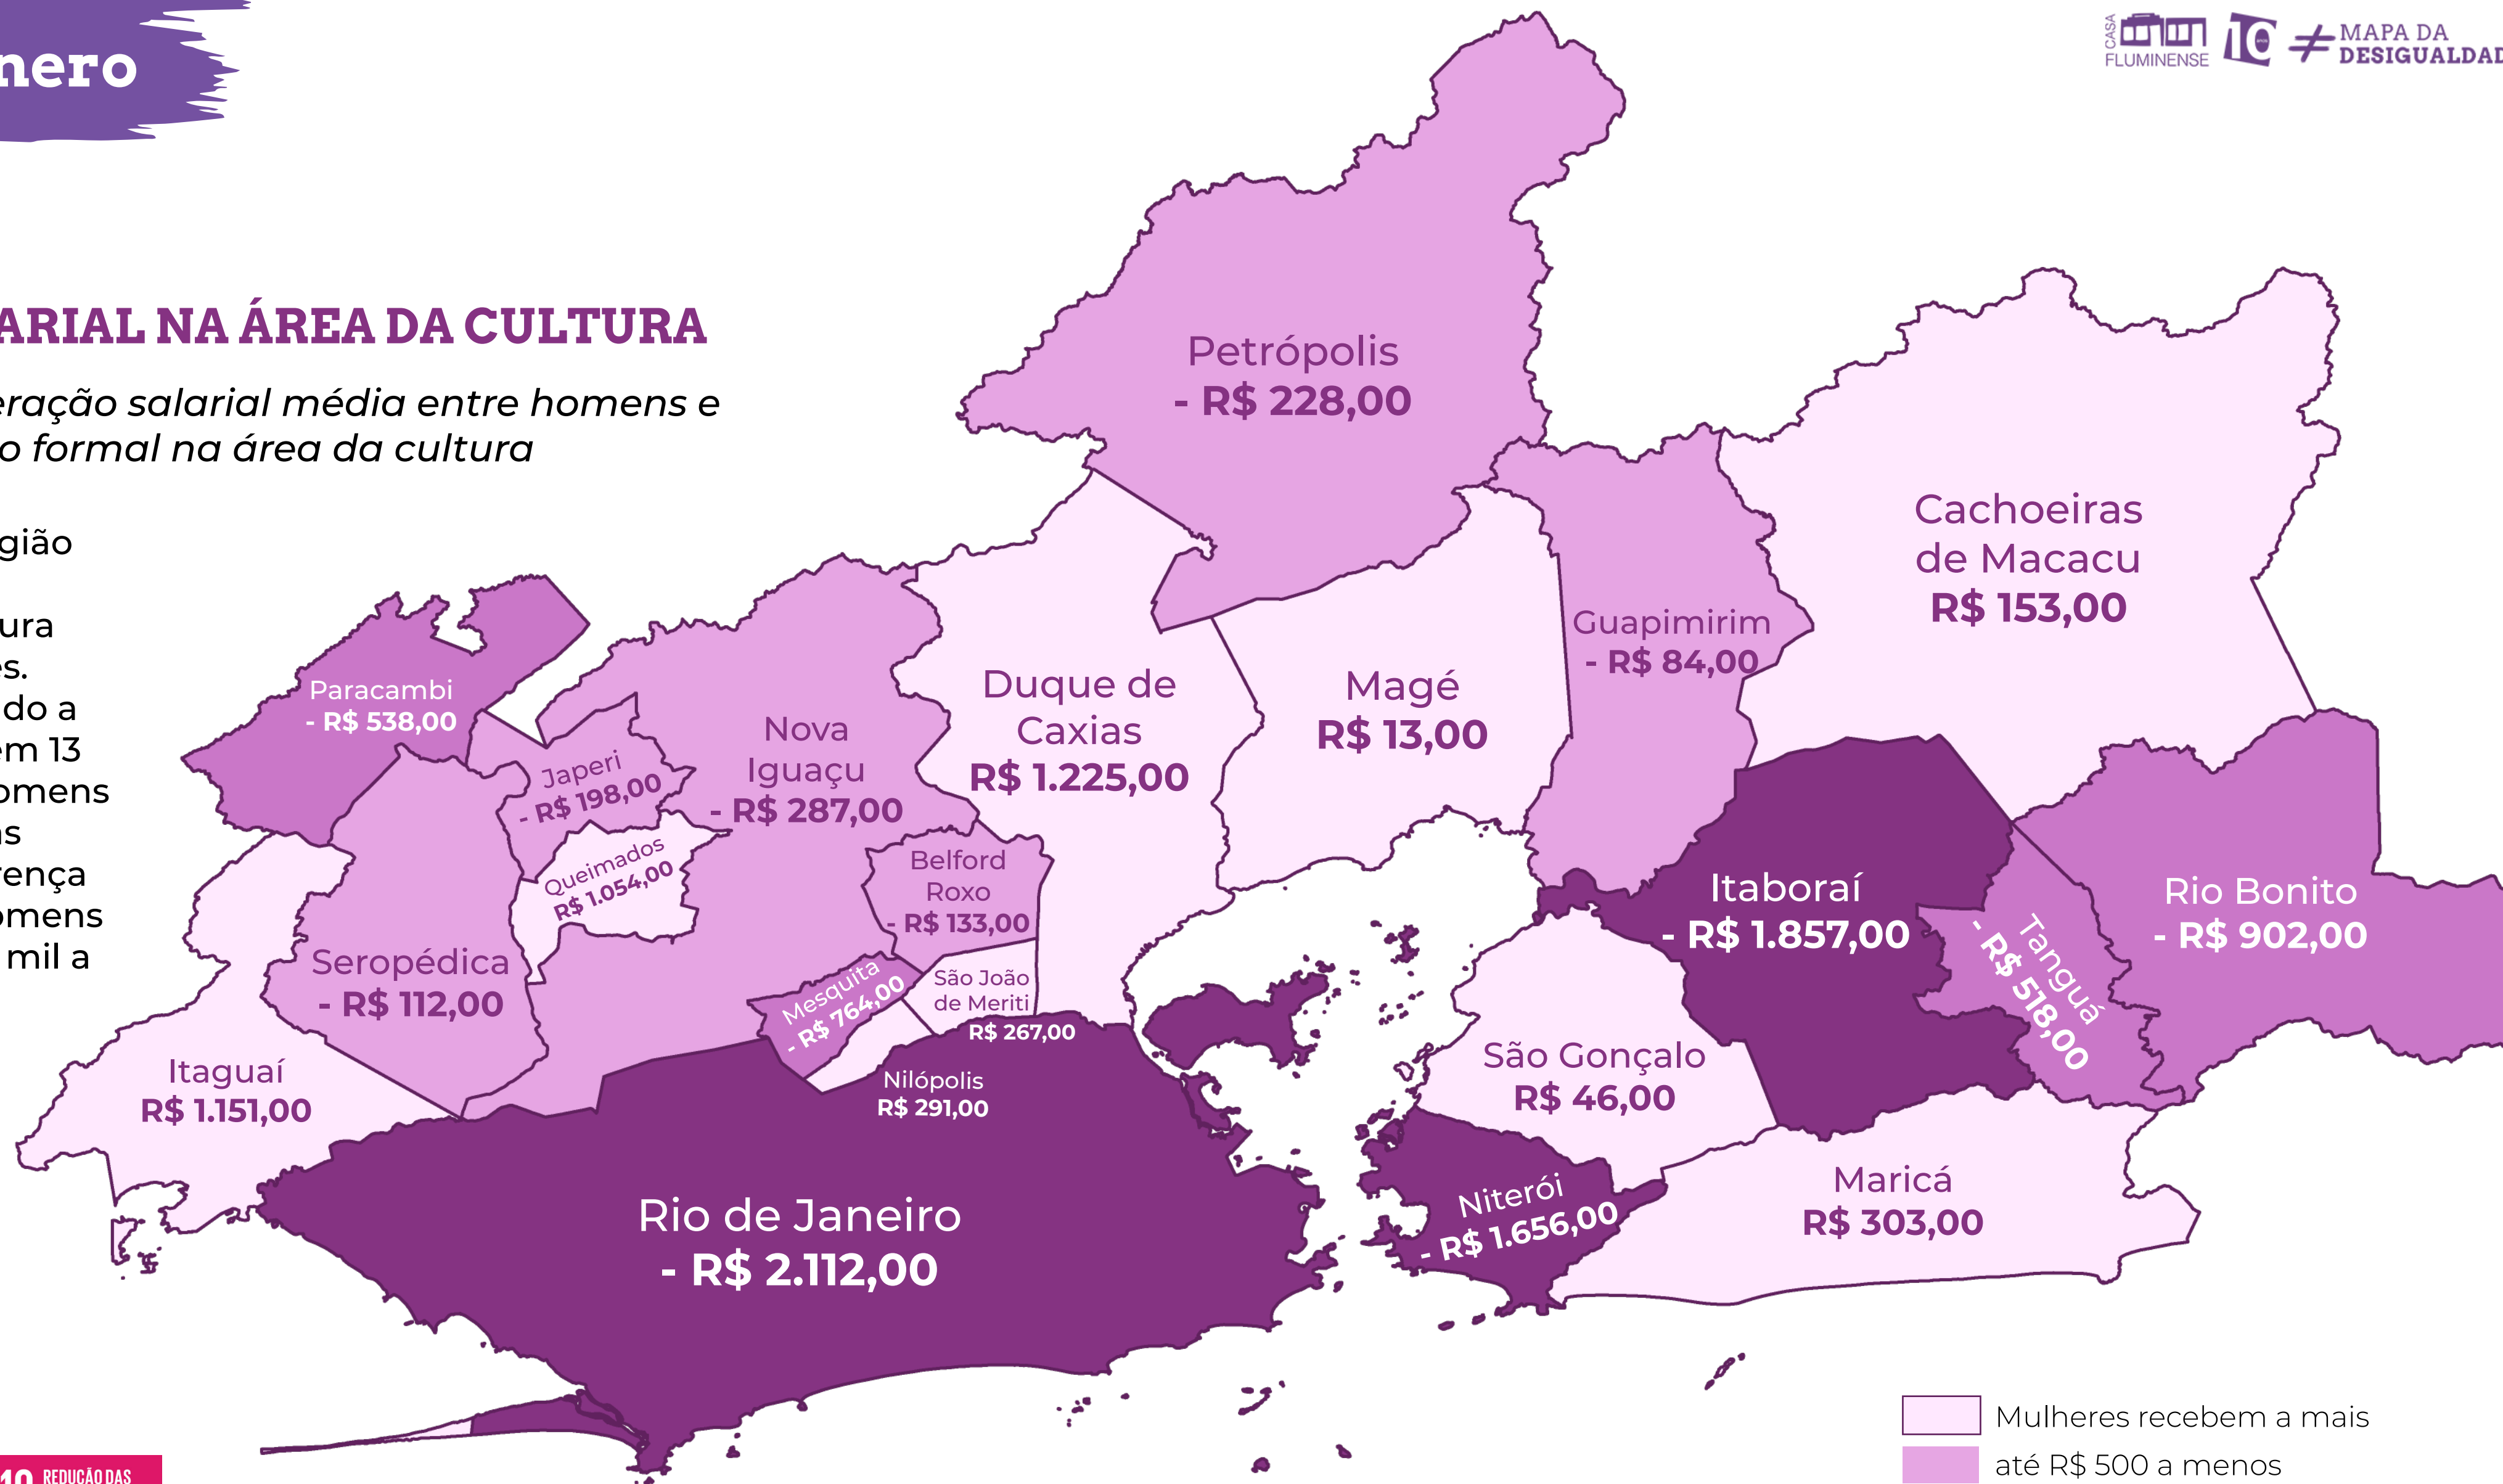 nero
CASA
FLUMINENSE
10
anos
MAPA DA
DESIGUALDAD
ARIAL NA ÁREA DA CULTURA
eração salarial média entre homens e
o formal na área da cultura
gião
ura
es.
do a
em 13
omens
as
rença
omens
mil a
Petrópolis
- R$ 228,00
Cachoeiras
de Macacu
R$ 153,00
Guapimirim
- R$ 84,00
Duque de
Caxias
R$ 1.225,00
Magé
R$ 13,00
Paracambi
- R$ 538,00
Nova
Iguaçu
- R$ 287,00
Japeri
- R$ 198,00
Queimados
R$ 1.054,00
Belford
Roxo
- R$ 133,00
Itaboraí
- R$ 1.857,00
Tanguá
- R$ 518,00
Rio Bonito
- R$ 902,00
Seropédica
- R$ 112,00
Mesquita
- R$ 764,00
São João
de Meriti
R$ 267,00
Nilópolis
R$ 291,00
Itaguaí
R$ 1.151,00
São Gonçalo
R$ 46,00
Niterói
- R$ 1.656,00
Maricá
R$ 303,00
Rio de Janeiro
- R$ 2.112,00
Mulheres recebem a mais
até R$ 500 a menos
10 REDUÇÃO DAS